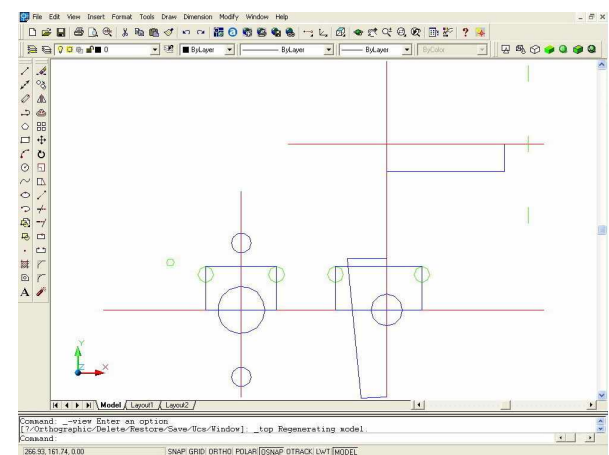 File Edit View Insert Format Tools Draw Dimension Modify Window Help
0 ByLayer ByLayer ByLayer ByColor
Y
Z X
Model Layout1 Layout2
Command: _-view Enter an option
[?/Orthographic/Delete/Restore/Save/Ucs/Window]: _top Regenerating model.
Command:
266.93, 161.74, 0.00 SNAP GRID ORTHO POLAR OSNAP OTRACK LWT MODEL